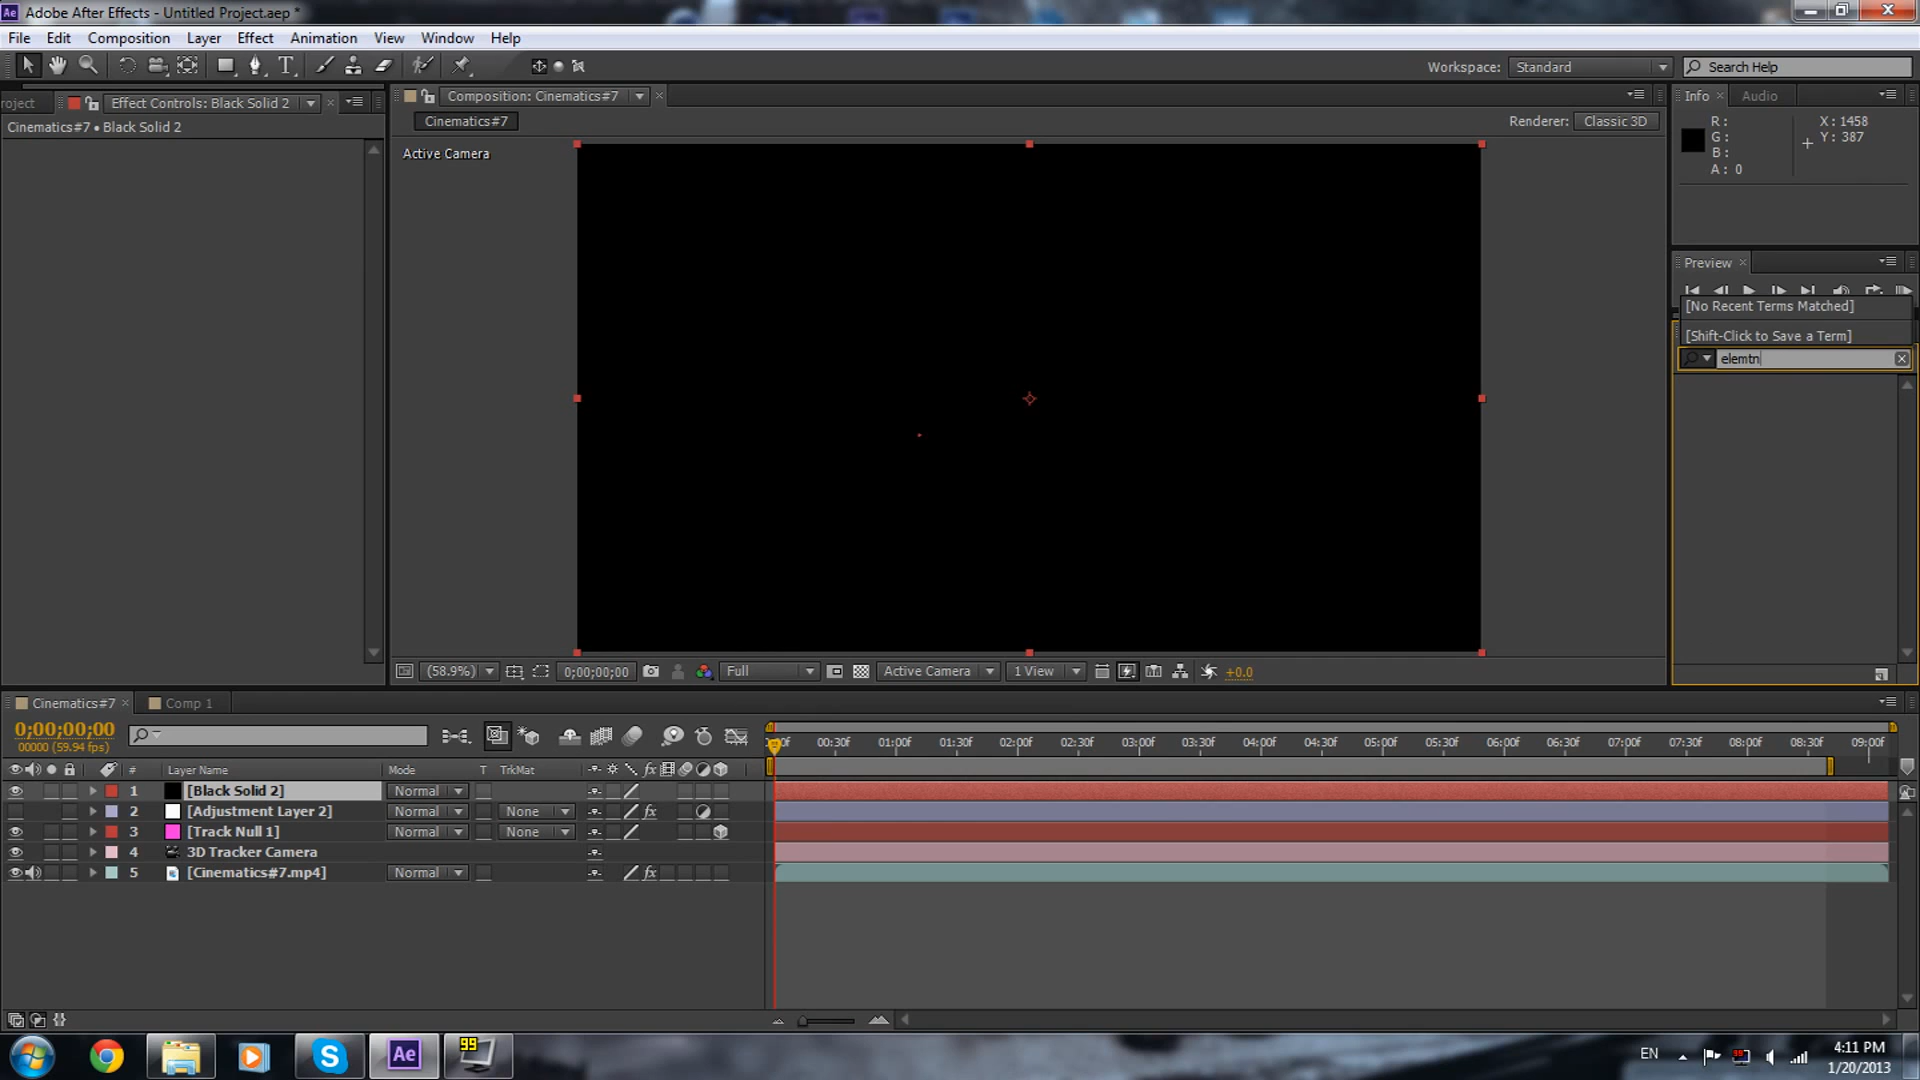 Adobe After Effects - Untitled Project.aep *
File Edit Composition Layer Effect Animation View Window Help
Workspace: Standard Search Help
roject Effect Controls: Black Solid 2
Cinematics#7 • Black Solid 2
Composition: Cinematics#7
Cinematics#7
Renderer: Classic 3D
Active Camera
Info Audio
R :
G :
B :
A : 0
X : 1458
Y : 387
Preview
[No Recent Terms Matched]
[Shift-Click to Save a Term]
elemtn
(58.9%) 0;00;00;00 Full Active Camera 1 View +0.0
Cinematics#7 Comp 1
0;00;00;00
00000 (59.94 fps)
00f 00:30f 01:00f 01:30f 02:00f 02:30f 03:00f 03:30f 04:00f 04:30f 05:00f 05:30f 06:00f 06:30f 07:00f 07:30f 08:00f 08:30f 09:00f
# Layer Name Mode T TrkMat fx
1 [Black Solid 2] Normal
2 [Adjustment Layer 2] Normal None fx
3 [Track Null 1] Normal None
4 3D Tracker Camera
5 [Cinematics#7.mp4] Normal fx
Ae
99
EN
4:11 PM
1/20/2013